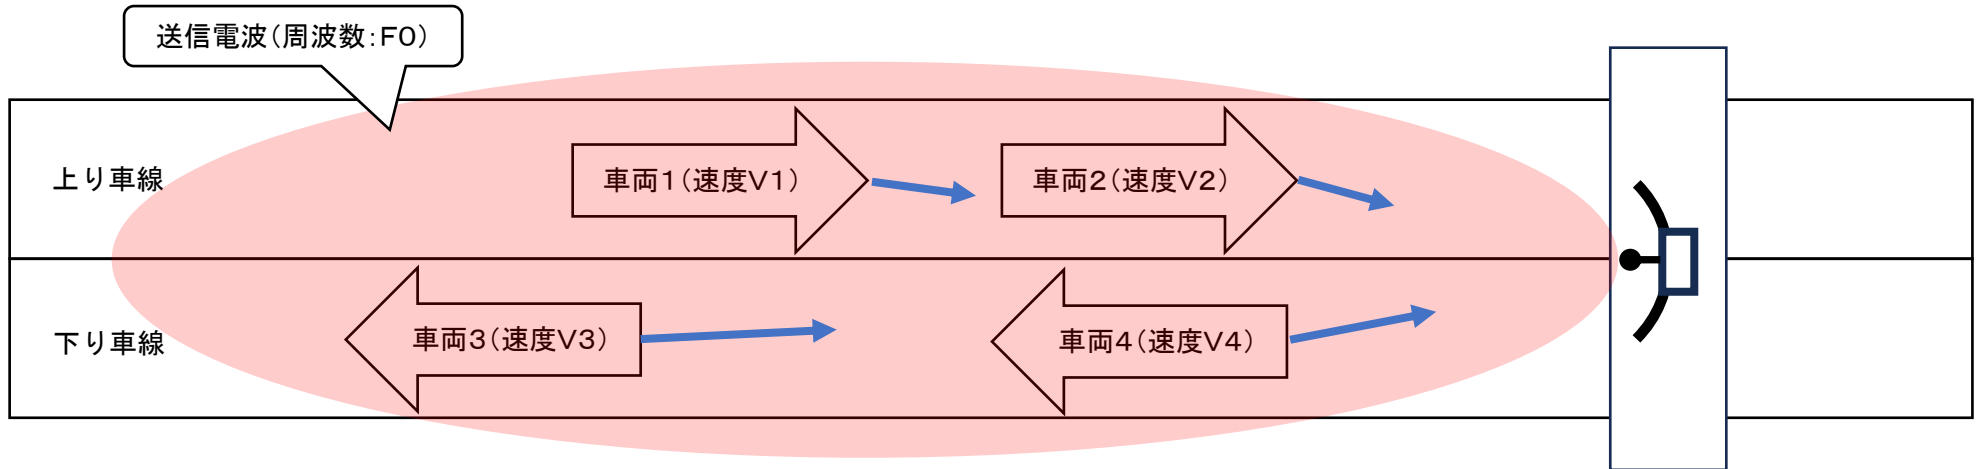 送信電波(周波数:F0)
上り車線
車両1(速度V1)
車両2(速度V2)
下り車線
車両3(速度V3)
車両4(速度V4)